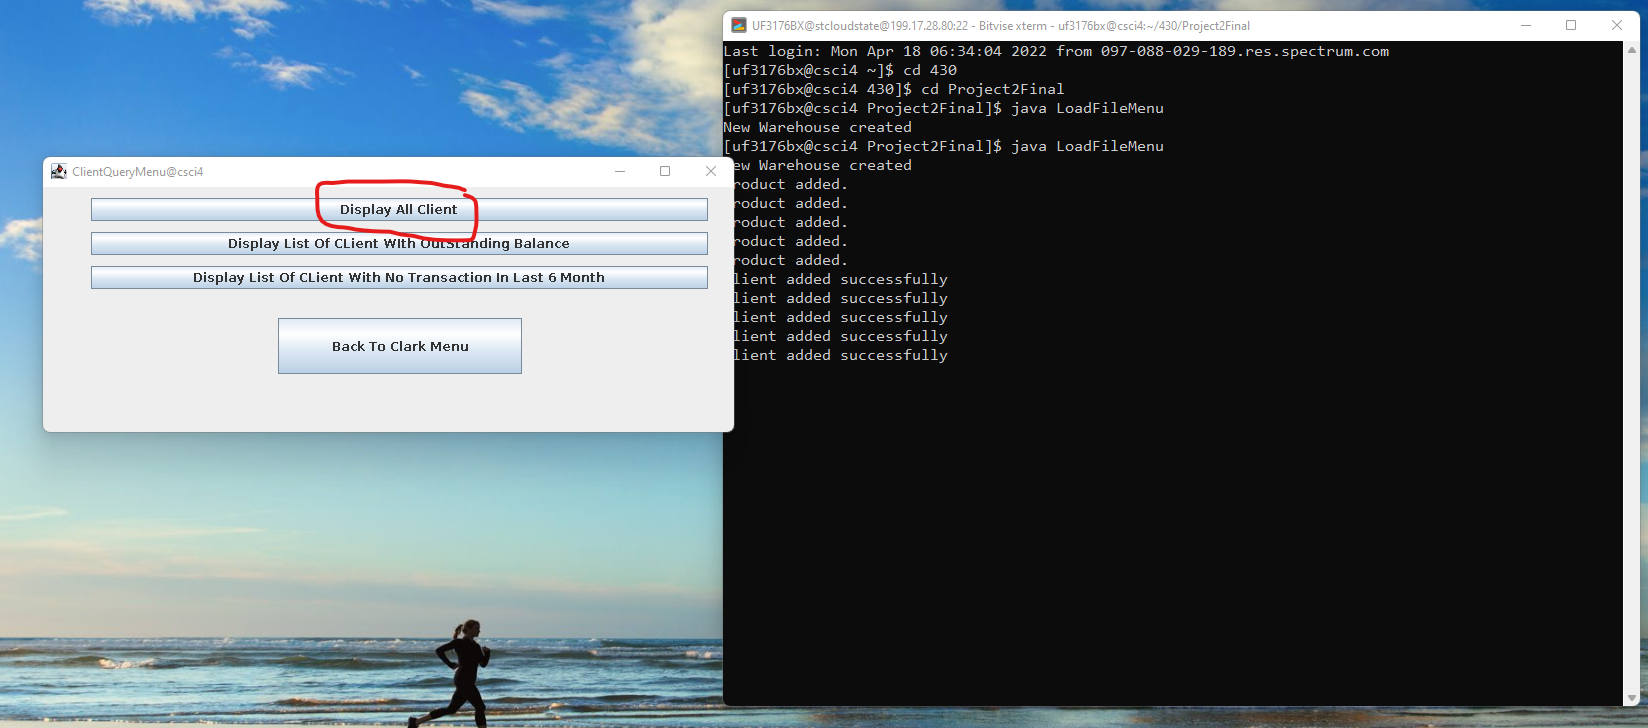 ClientQueryMenu@csci4
Display All Client
Display List Of CLient WIth OutStanding Balance
Display List Of CLient With No Transaction In Last 6 Month
Back To Clark Menu
UF3176BX@stcloudstate@199.17.28.80:22 - Bitvise xterm - uf3176bx@csci4:~/430/Project2Final
Last login: Mon Apr 18 06:34:04 2022 from 097-088-029-189.res.spectrum.com
[uf3176bx@csci4 ~]$ cd 430
[uf3176bx@csci4 430]$ cd Project2Final
[uf3176bx@csci4 Project2Final]$ java LoadFileMenu
New Warehouse created
[uf3176bx@csci4 Project2Final]$ java LoadFileMenu
ew Warehouse created
roduct added.
roduct added.
roduct added.
roduct added.
roduct added.
lient added successfully
lient added successfully
lient added successfully
lient added successfully
lient added successfully